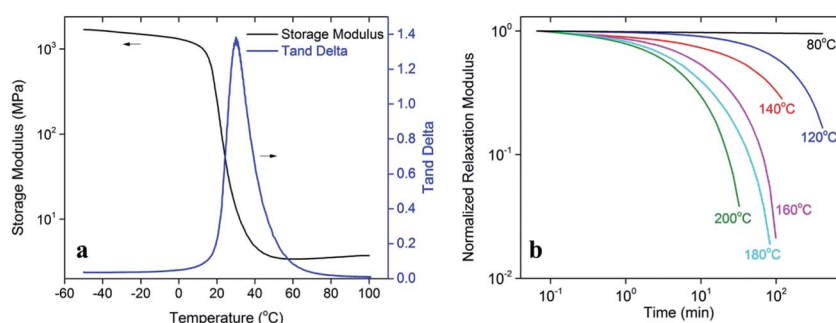 Storage Modulus
Tand Delta
a
Storage Modulus (MPa)
10³
10²
10¹
-60 -40 -20 0 20 40 60 80 100
Temperature (°C)
1.4
1.2
1.0
0.8
0.6
0.4
0.2
0.0
Tand Delta
b
Normalized Relaxation Modulus
10⁰
10⁻¹
10⁻²
80°C
140°C
120°C
200°C
160°C
180°C
10⁻¹ 10⁰ 10¹ 10²
Time (min)